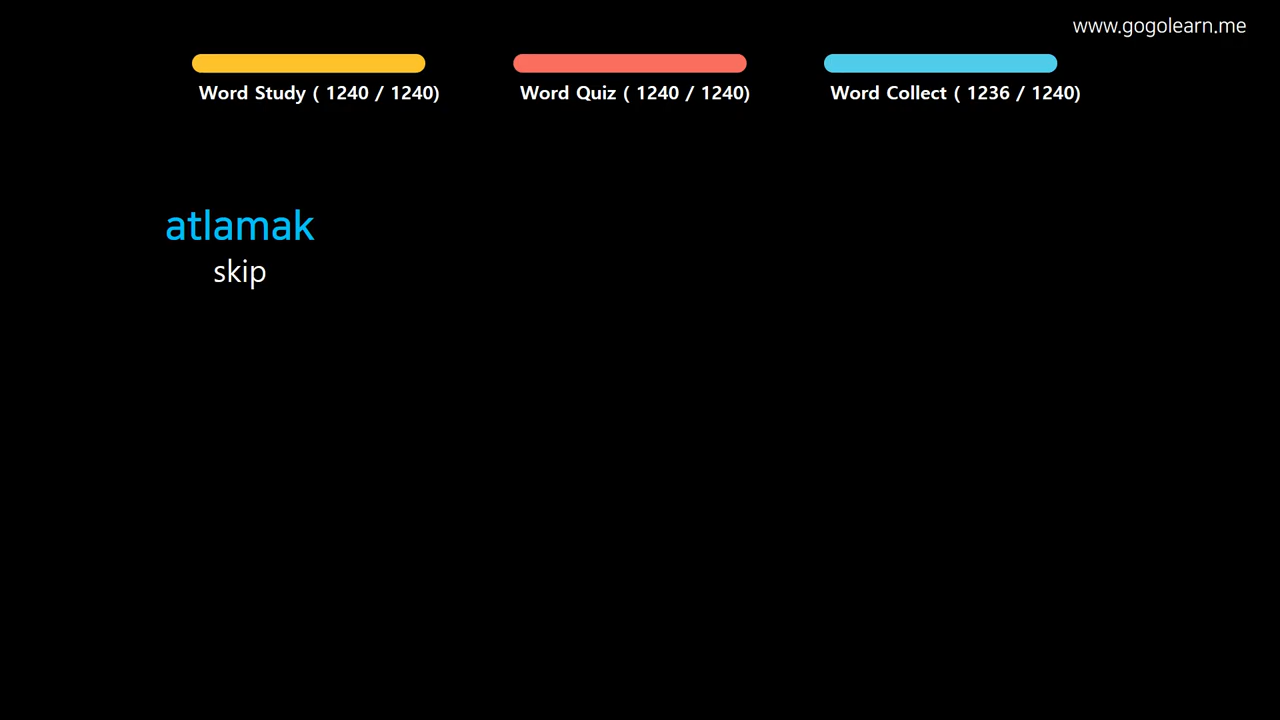 www.gogolearn.me
Word Study ( 1240 / 1240)
Word Quiz ( 1240 / 1240)
Word Collect ( 1236 / 1240)
atlamak
skip